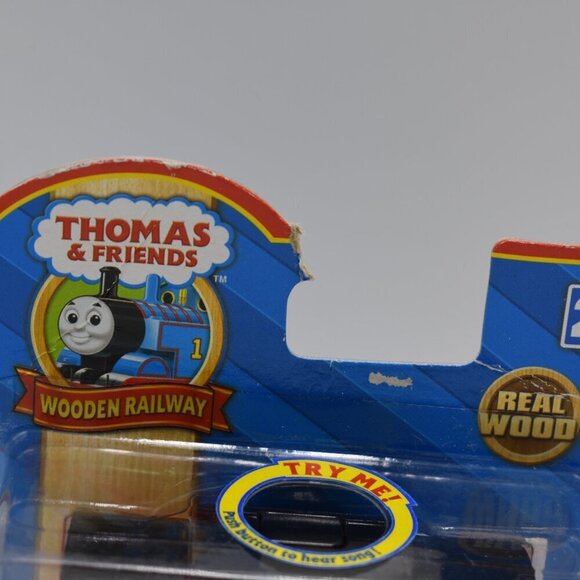 THOMAS
& FRIENDS
TM
1
WOODEN RAILWAY
REAL
WOOD
TRY ME!
Push button to hear song!